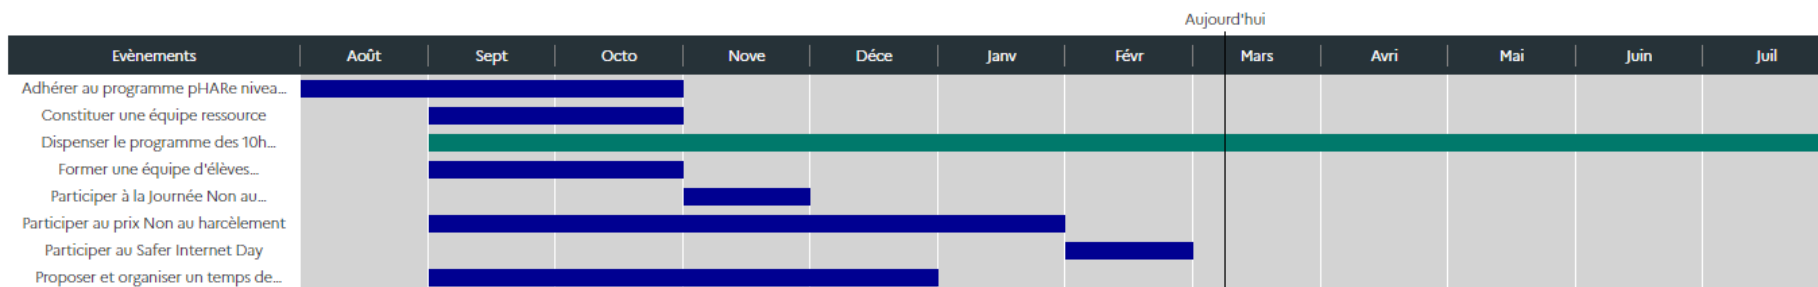 Aujourd'hui
Evènements Août Sept Octo Nove Déce Janv Févr Mars Avri Mai Juin Juil
Adhérer au programme pHARe nivea...
Constituer une équipe ressource
Dispenser le programme des 10h...
Former une équipe d'élèves...
Participer à la Journée Non au...
Participer au prix Non au harcèlement
Participer au Safer Internet Day
Proposer et organiser un temps de...